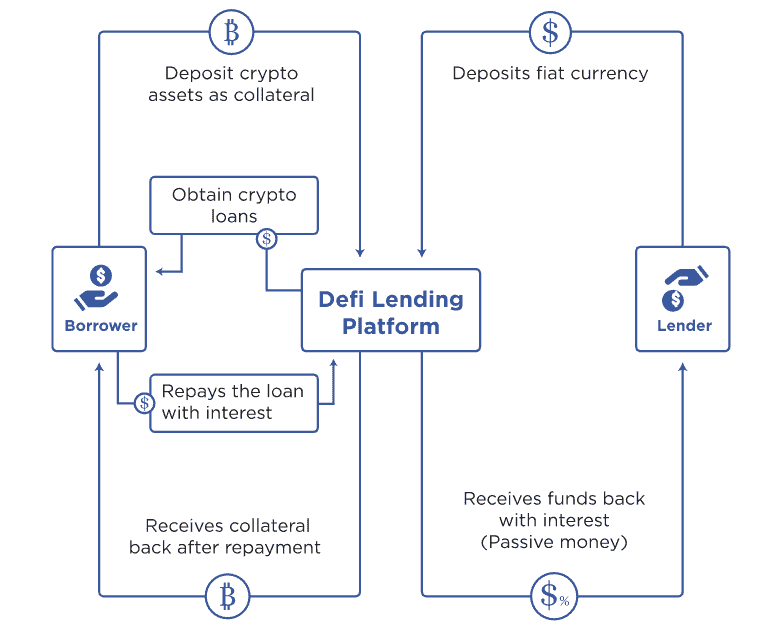 Deposit crypto
assets as collateral
Deposits fiat currency
Obtain crypto
loans
$
$
Borrower
Defi Lending
Platform
$
Lender
$
Repays the loan
with interest
Receives collateral
back after repayment
Receives funds back
with interest
(Passive money)
₿
$
₿
$%